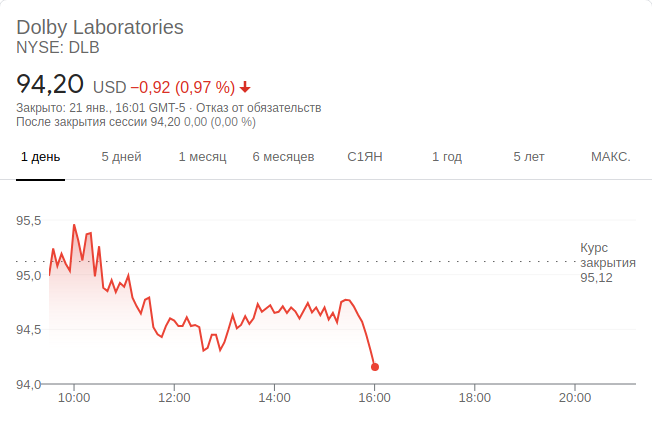 Dolby Laboratories
NYSE: DLB
94,20 USD −0,92 (0,97 %)
Закрыто: 21 янв., 16:01 GMT-5 · Отказ от обязательств
После закрытия сессии 94,20 0,00 (0,00 %)
1 день 5 дней 1 месяц 6 месяцев С1ЯН 1 год 5 лет МАКС.
95,5
Курс
закрытия
95,12
95,0
94,5
94,0
10:00 12:00 14:00 16:00 18:00 20:00